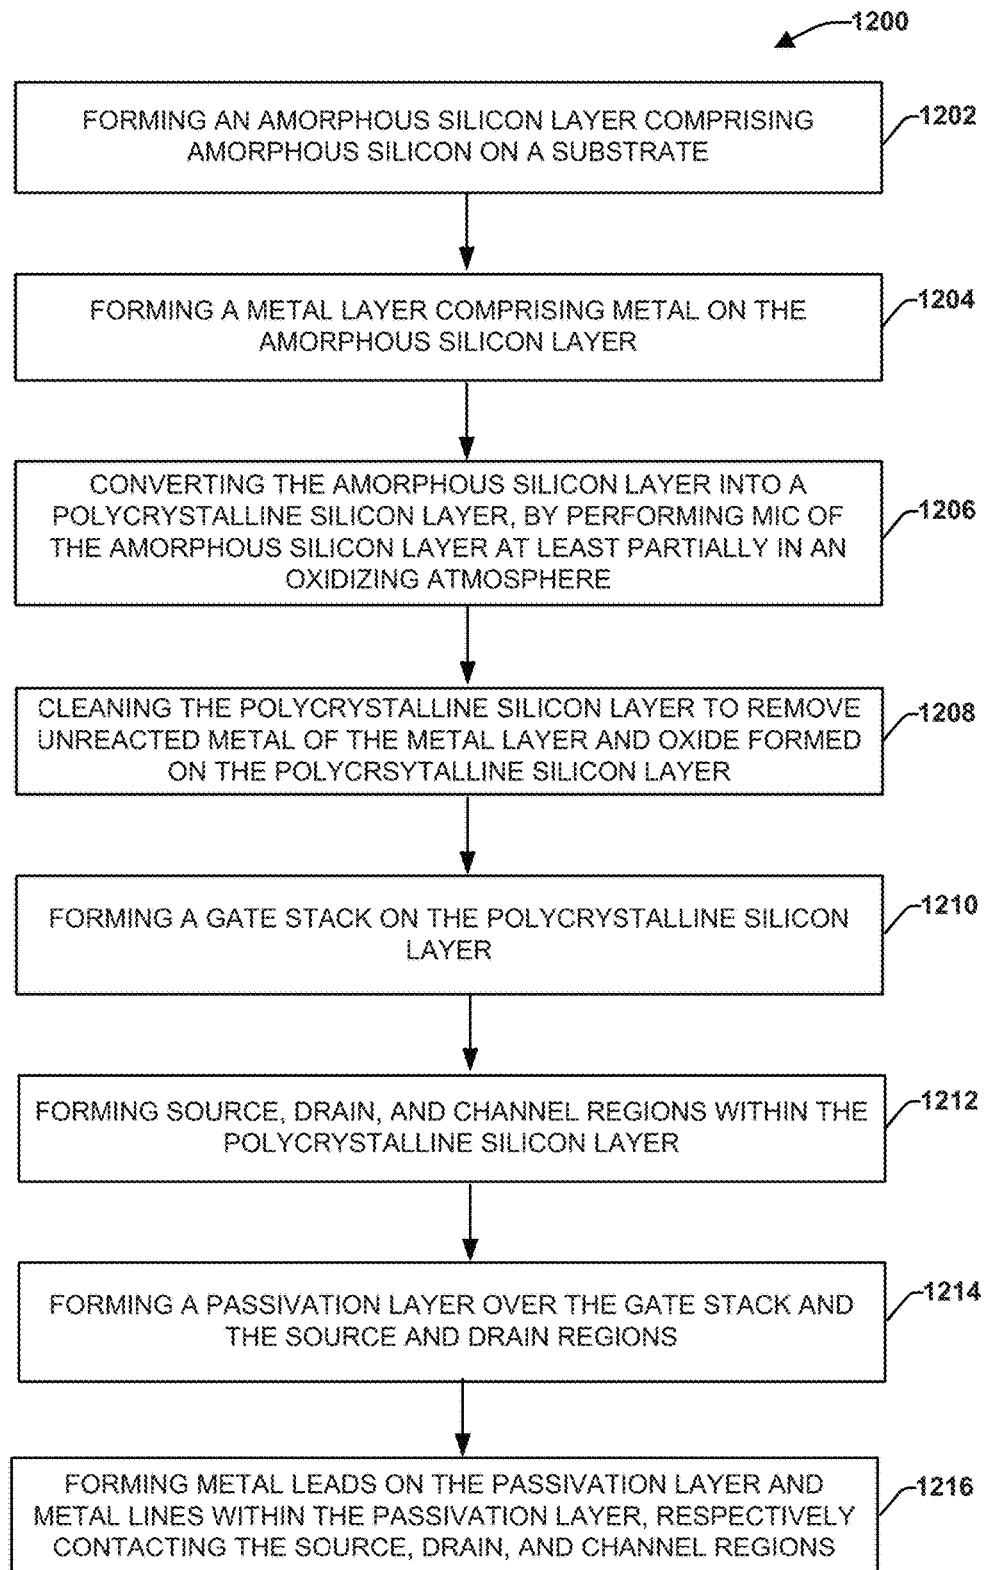 1200
FORMING AN AMORPHOUS SILICON LAYER COMPRISING
AMORPHOUS SILICON ON A SUBSTRATE
1202
FORMING A METAL LAYER COMPRISING METAL ON THE
AMORPHOUS SILICON LAYER
1204
CONVERTING THE AMORPHOUS SILICON LAYER INTO A
POLYCRYSTALLINE SILICON LAYER, BY PERFORMING MIC OF
THE AMORPHOUS SILICON LAYER AT LEAST PARTIALLY IN AN
OXIDIZING ATMOSPHERE
1206
CLEANING THE POLYCRYSTALLINE SILICON LAYER TO REMOVE
UNREACTED METAL OF THE METAL LAYER AND OXIDE FORMED
ON THE POLYCRSYTALLINE SILICON LAYER
1208
FORMING A GATE STACK ON THE POLYCRYSTALLINE SILICON
LAYER
1210
FORMING SOURCE, DRAIN, AND CHANNEL REGIONS WITHIN THE
POLYCRYSTALLINE SILICON LAYER
1212
FORMING A PASSIVATION LAYER OVER THE GATE STACK AND
THE SOURCE AND DRAIN REGIONS
1214
FORMING METAL LEADS ON THE PASSIVATION LAYER AND
METAL LINES WITHIN THE PASSIVATION LAYER, RESPECTIVELY
CONTACTING THE SOURCE, DRAIN, AND CHANNEL REGIONS
1216